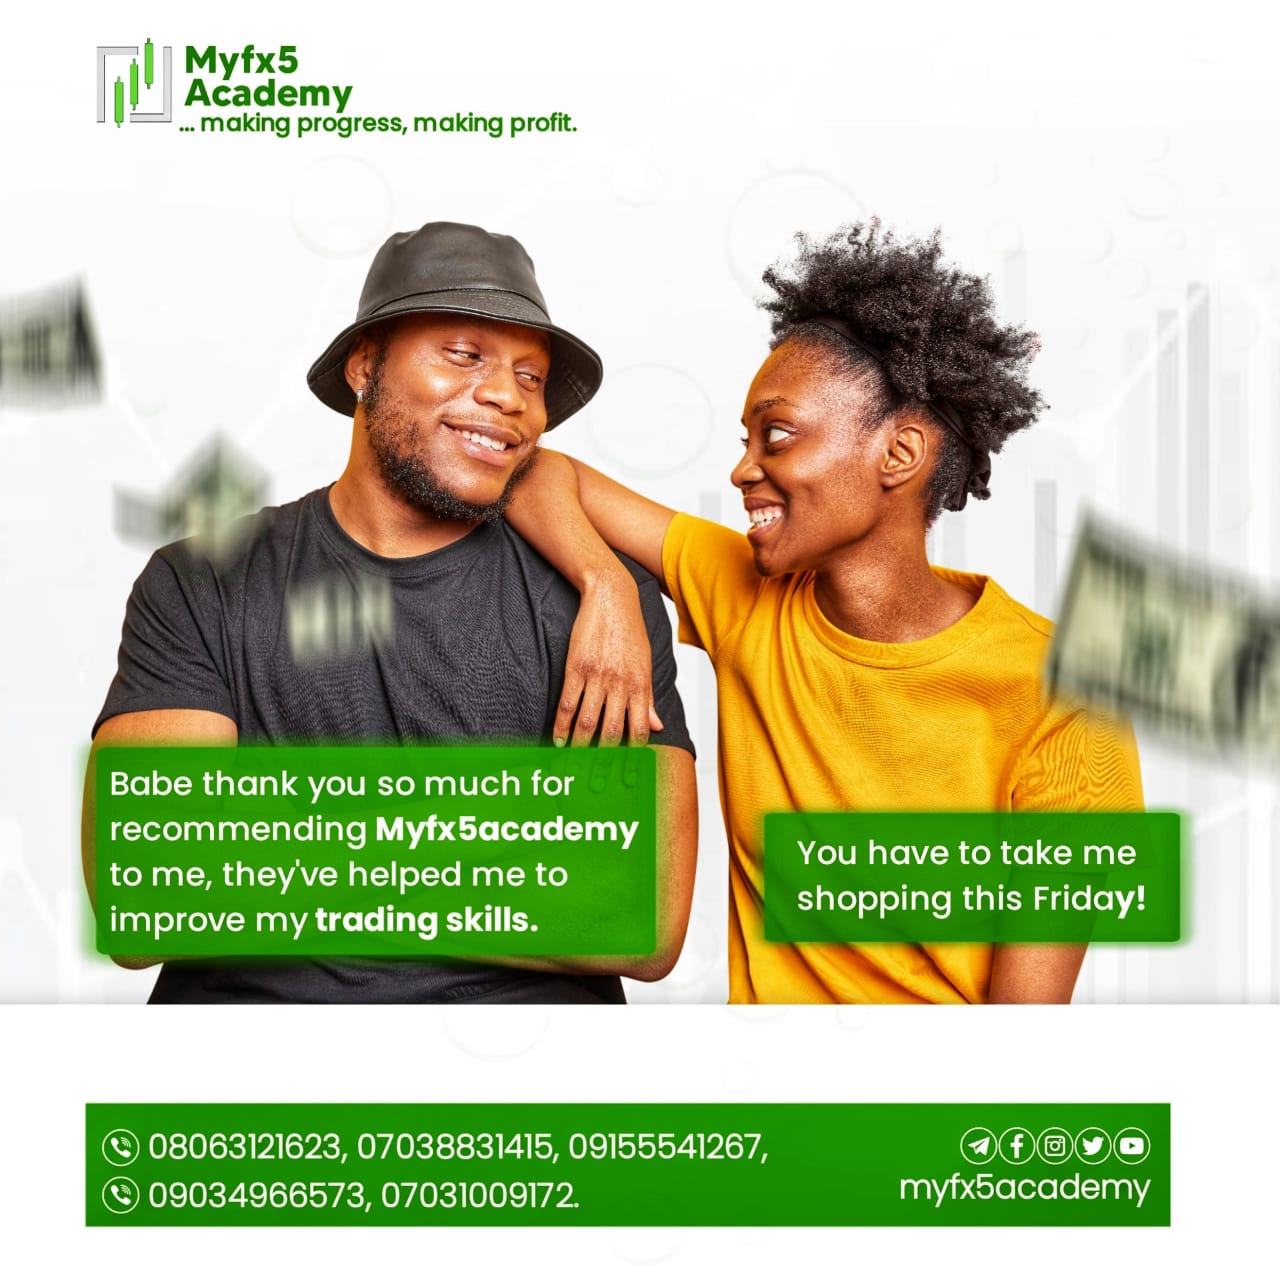 Myfx5
Academy
... making progress, making profit.
Babe thank you so much for
recommending Myfx5academy
to me, they've helped me to
improve my trading skills.
You have to take me
shopping this Friday!
08063121623, 07038831415, 09155541267,
09034966573, 07031009172.
myfx5academy